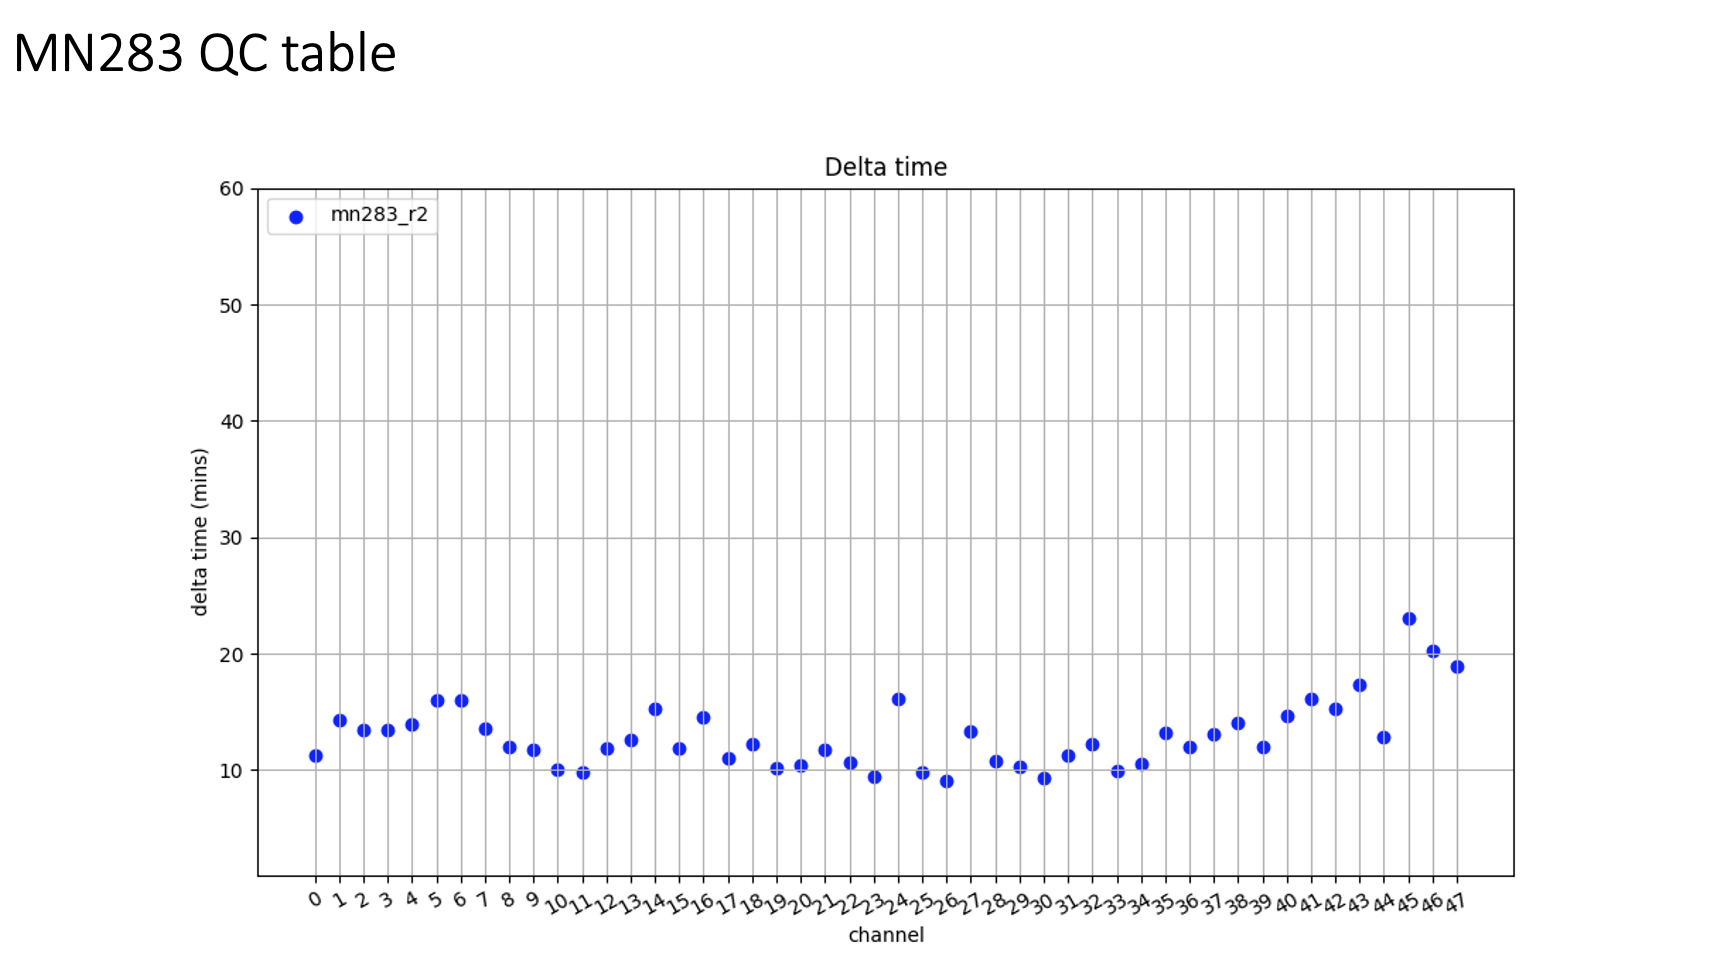 MN283 QC table
Delta time
mn283_r2
60
50
40
30
20
10
delta time (mins)
0 1 2 3 4 5 6 7 8 9 10 11 12 13 14 15 16 17 18 19 20 21 22 23 24 25 26 27 28 29 30 31 32 33 34 35 36 37 38 39 40 41 42 43 44 45 46 47
channel